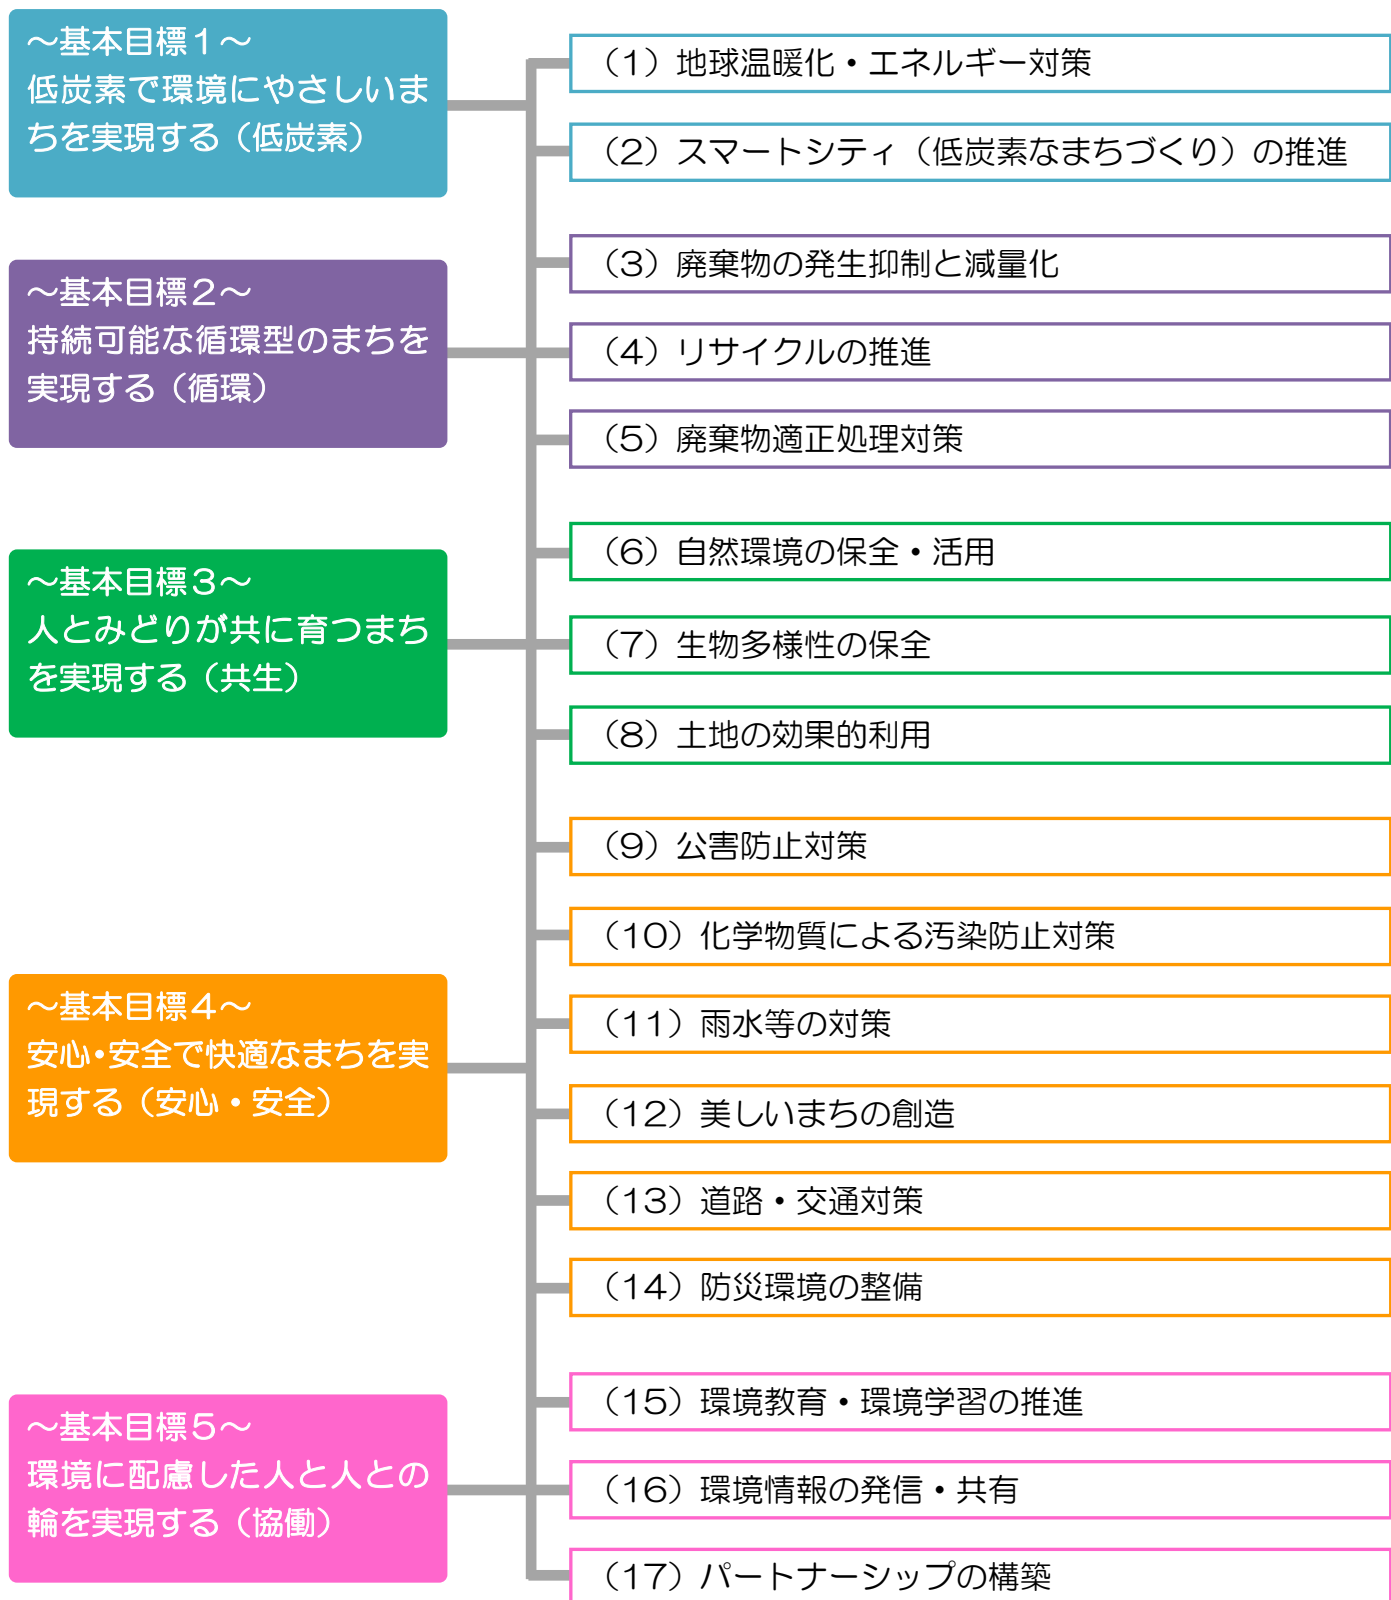 ～基本目標１～
低炭素で環境にやさしいま
ちを実現する（低炭素）
（1）地球温暖化・エネルギー対策
（2）スマートシティ（低炭素なまちづくり）の推進
～基本目標２～
持続可能な循環型のまちを
実現する（循環）
（3）廃棄物の発生抑制と減量化
（4）リサイクルの推進
（5）廃棄物適正処理対策
～基本目標３～
人とみどりが共に育つまち
を実現する（共生）
（6）自然環境の保全・活用
（7）生物多様性の保全
（8）土地の効果的利用
～基本目標４～
安心・安全で快適なまちを実
現する（安心・安全）
（9）公害防止対策
（10）化学物質による汚染防止対策
（11）雨水等の対策
（12）美しいまちの創造
（13）道路・交通対策
（14）防災環境の整備
～基本目標５～
環境に配慮した人と人との
輪を実現する（協働）
（15）環境教育・環境学習の推進
（16）環境情報の発信・共有
（17）パートナーシップの構築